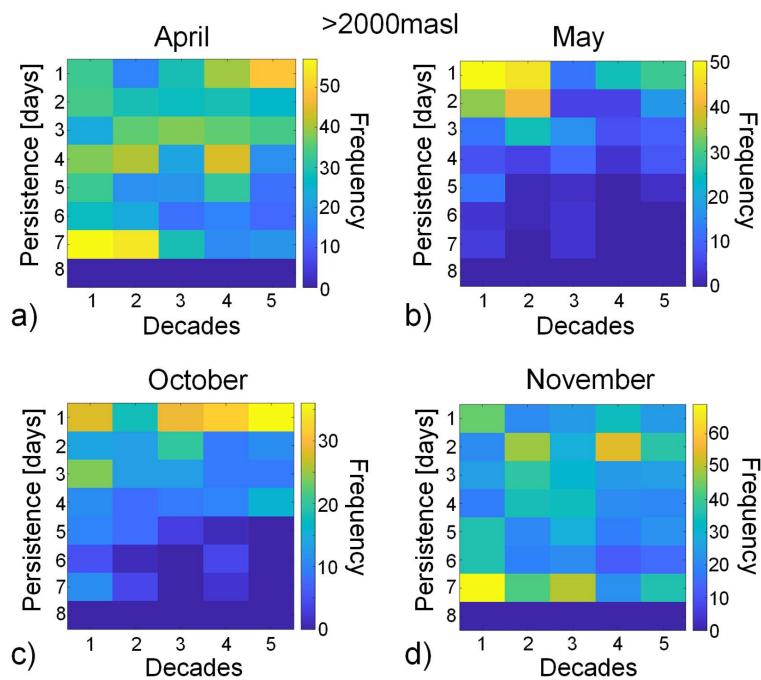 >2000masl
April
Persistence [days]
1
2
3
4
5
6
7
8
1 2 3 4 5
Decades
50
40
30
20
10
0
Frequency
a)
May
Persistence [days]
1
2
3
4
5
6
7
8
1 2 3 4 5
Decades
50
40
30
20
10
0
Frequency
b)
October
Persistence [days]
1
2
3
4
5
6
7
8
1 2 3 4 5
Decades
30
20
10
0
Frequency
c)
November
Persistence [days]
1
2
3
4
5
6
7
8
1 2 3 4 5
Decades
60
50
40
30
20
10
0
Frequency
d)